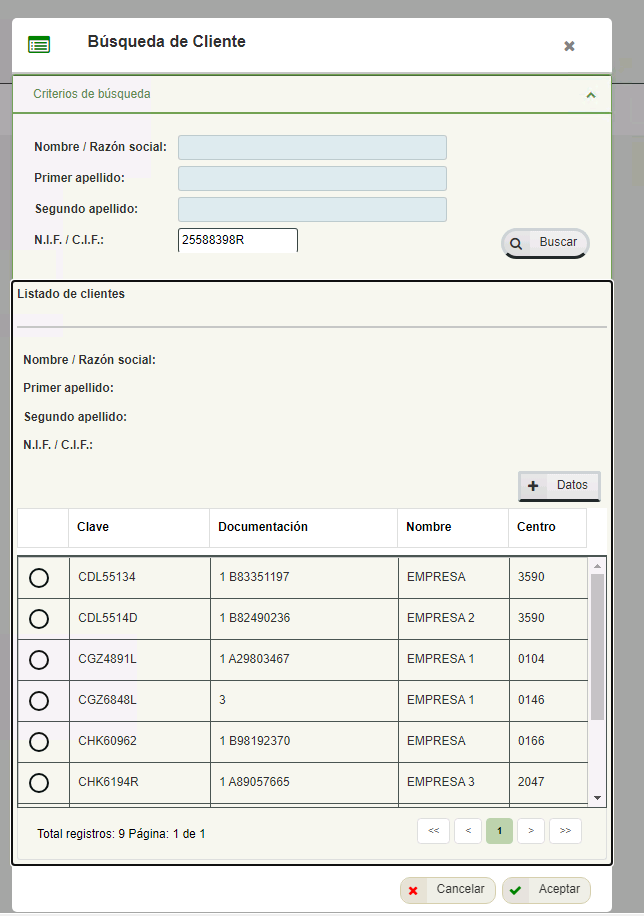 Búsqueda de Cliente
Criterios de búsqueda
Nombre / Razón social:
Primer apellido:
Segundo apellido:
N.I.F. / C.I.F.: 25588398R Buscar
Listado de clientes
Nombre / Razón social:
Primer apellido:
Segundo apellido:
N.I.F. / C.I.F.:
Datos
Clave Documentación Nombre Centro
CDL55134 1 B83351197 EMPRESA 3590
CDL5514D 1 B82490236 EMPRESA 2 3590
CGZ4891L 1 A29803467 EMPRESA 1 0104
CGZ6848L 3 EMPRESA 1 0146
CHK60962 1 B98192370 EMPRESA 0166
CHK6194R 1 A89057665 EMPRESA 3 2047
Total registros: 9 Página: 1 de 1 << < 1 > >>
Cancelar Aceptar